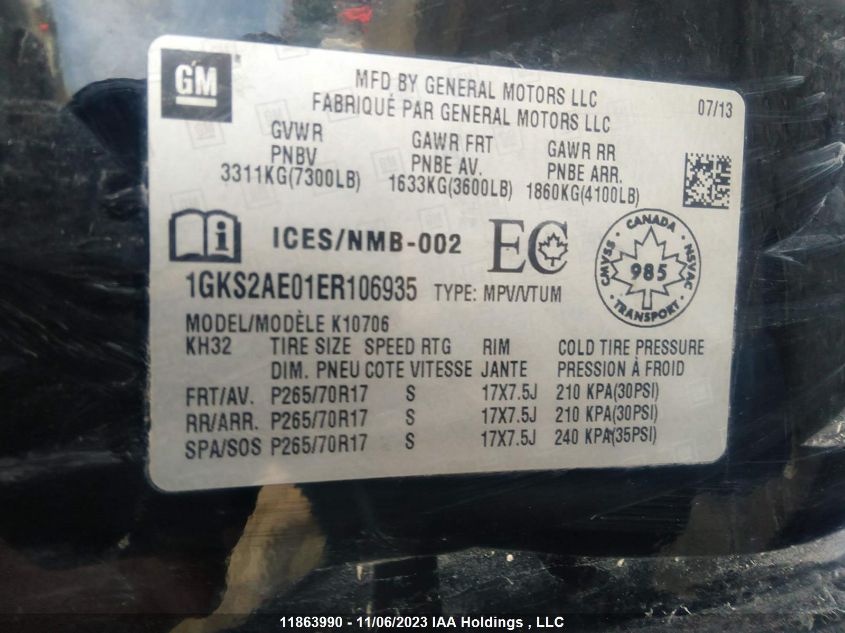 GM
MFD BY GENERAL MOTORS LLC
FABRIQUÉ PAR GENERAL MOTORS LLC
07/13
GVWR GAWR FRT GAWR RR
PNBV PNBE AV. PNBE ARR.
3311KG(7300LB) 1633KG(3600LB) 1860KG(4100LB)
i ICES/NMB-002 EC
CANADA
CMVSS 985 NSVAC
TRANSPORT
1GKS2AE01ER106935 TYPE: MPV/VTUM
MODEL/MODÈLE K10706
KH32 TIRE SIZE SPEED RTG RIM COLD TIRE PRESSURE
DIM. PNEU COTE VITESSE JANTE PRESSION À FROID
FRT/AV. P265/70R17 S 17X7.5J 210 KPA(30PSI)
RR/ARR. P265/70R17 S 17X7.5J 210 KPA(30PSI)
SPA/SOS P265/70R17 S 17X7.5J 240 KPA(35PSI)
11863990 - 11/06/2023 IAA Holdings , LLC